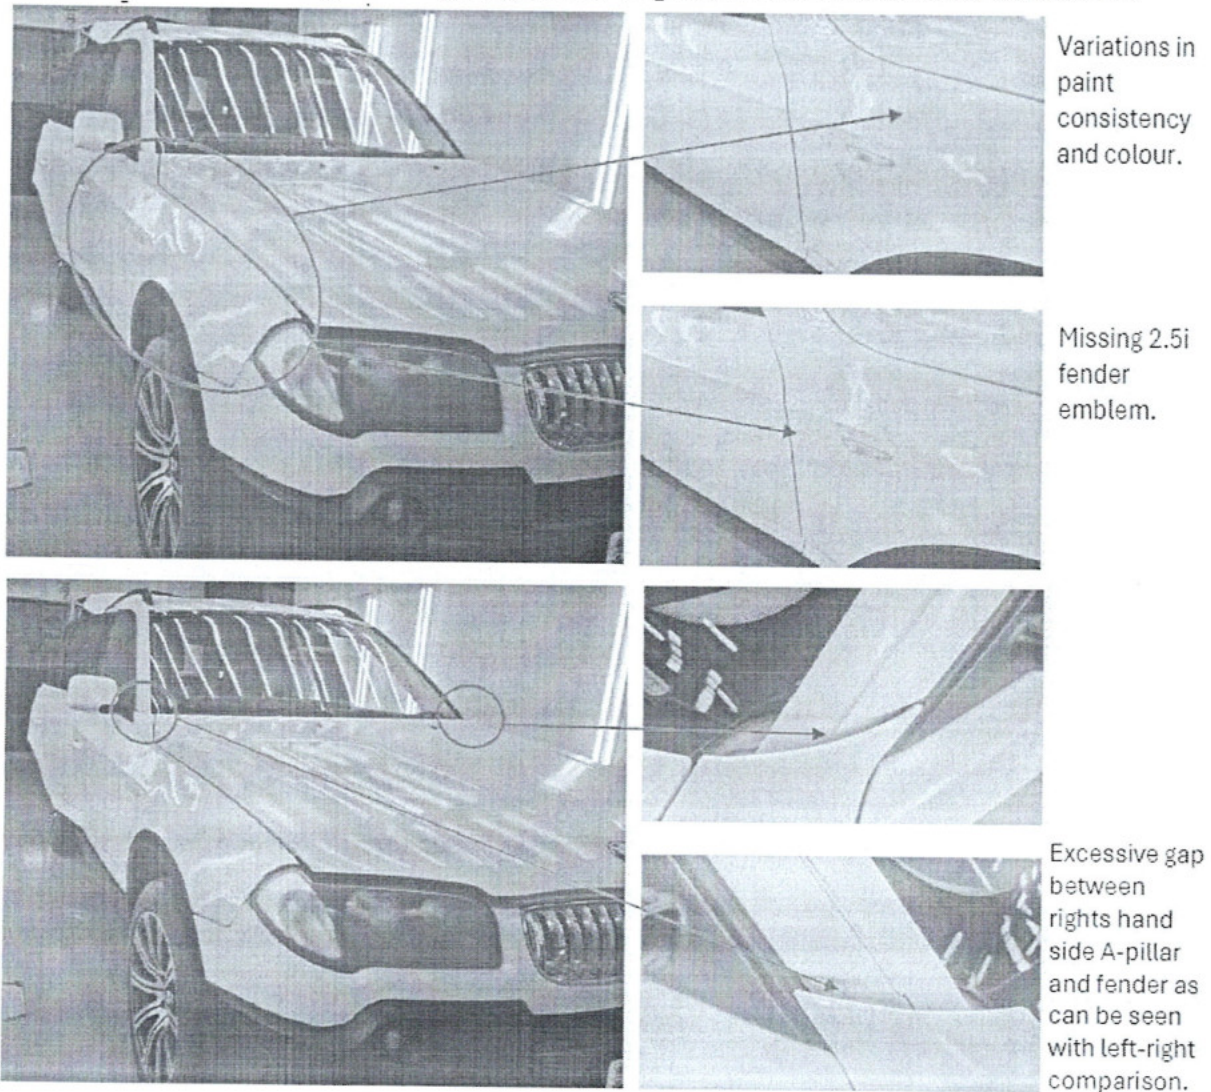 Variations in
paint
consistency
and colour.
Missing 2.5i
fender
emblem.
Excessive gap
between
rights hand
side A-pillar
and fender as
can be seen
with left-right
comparison.